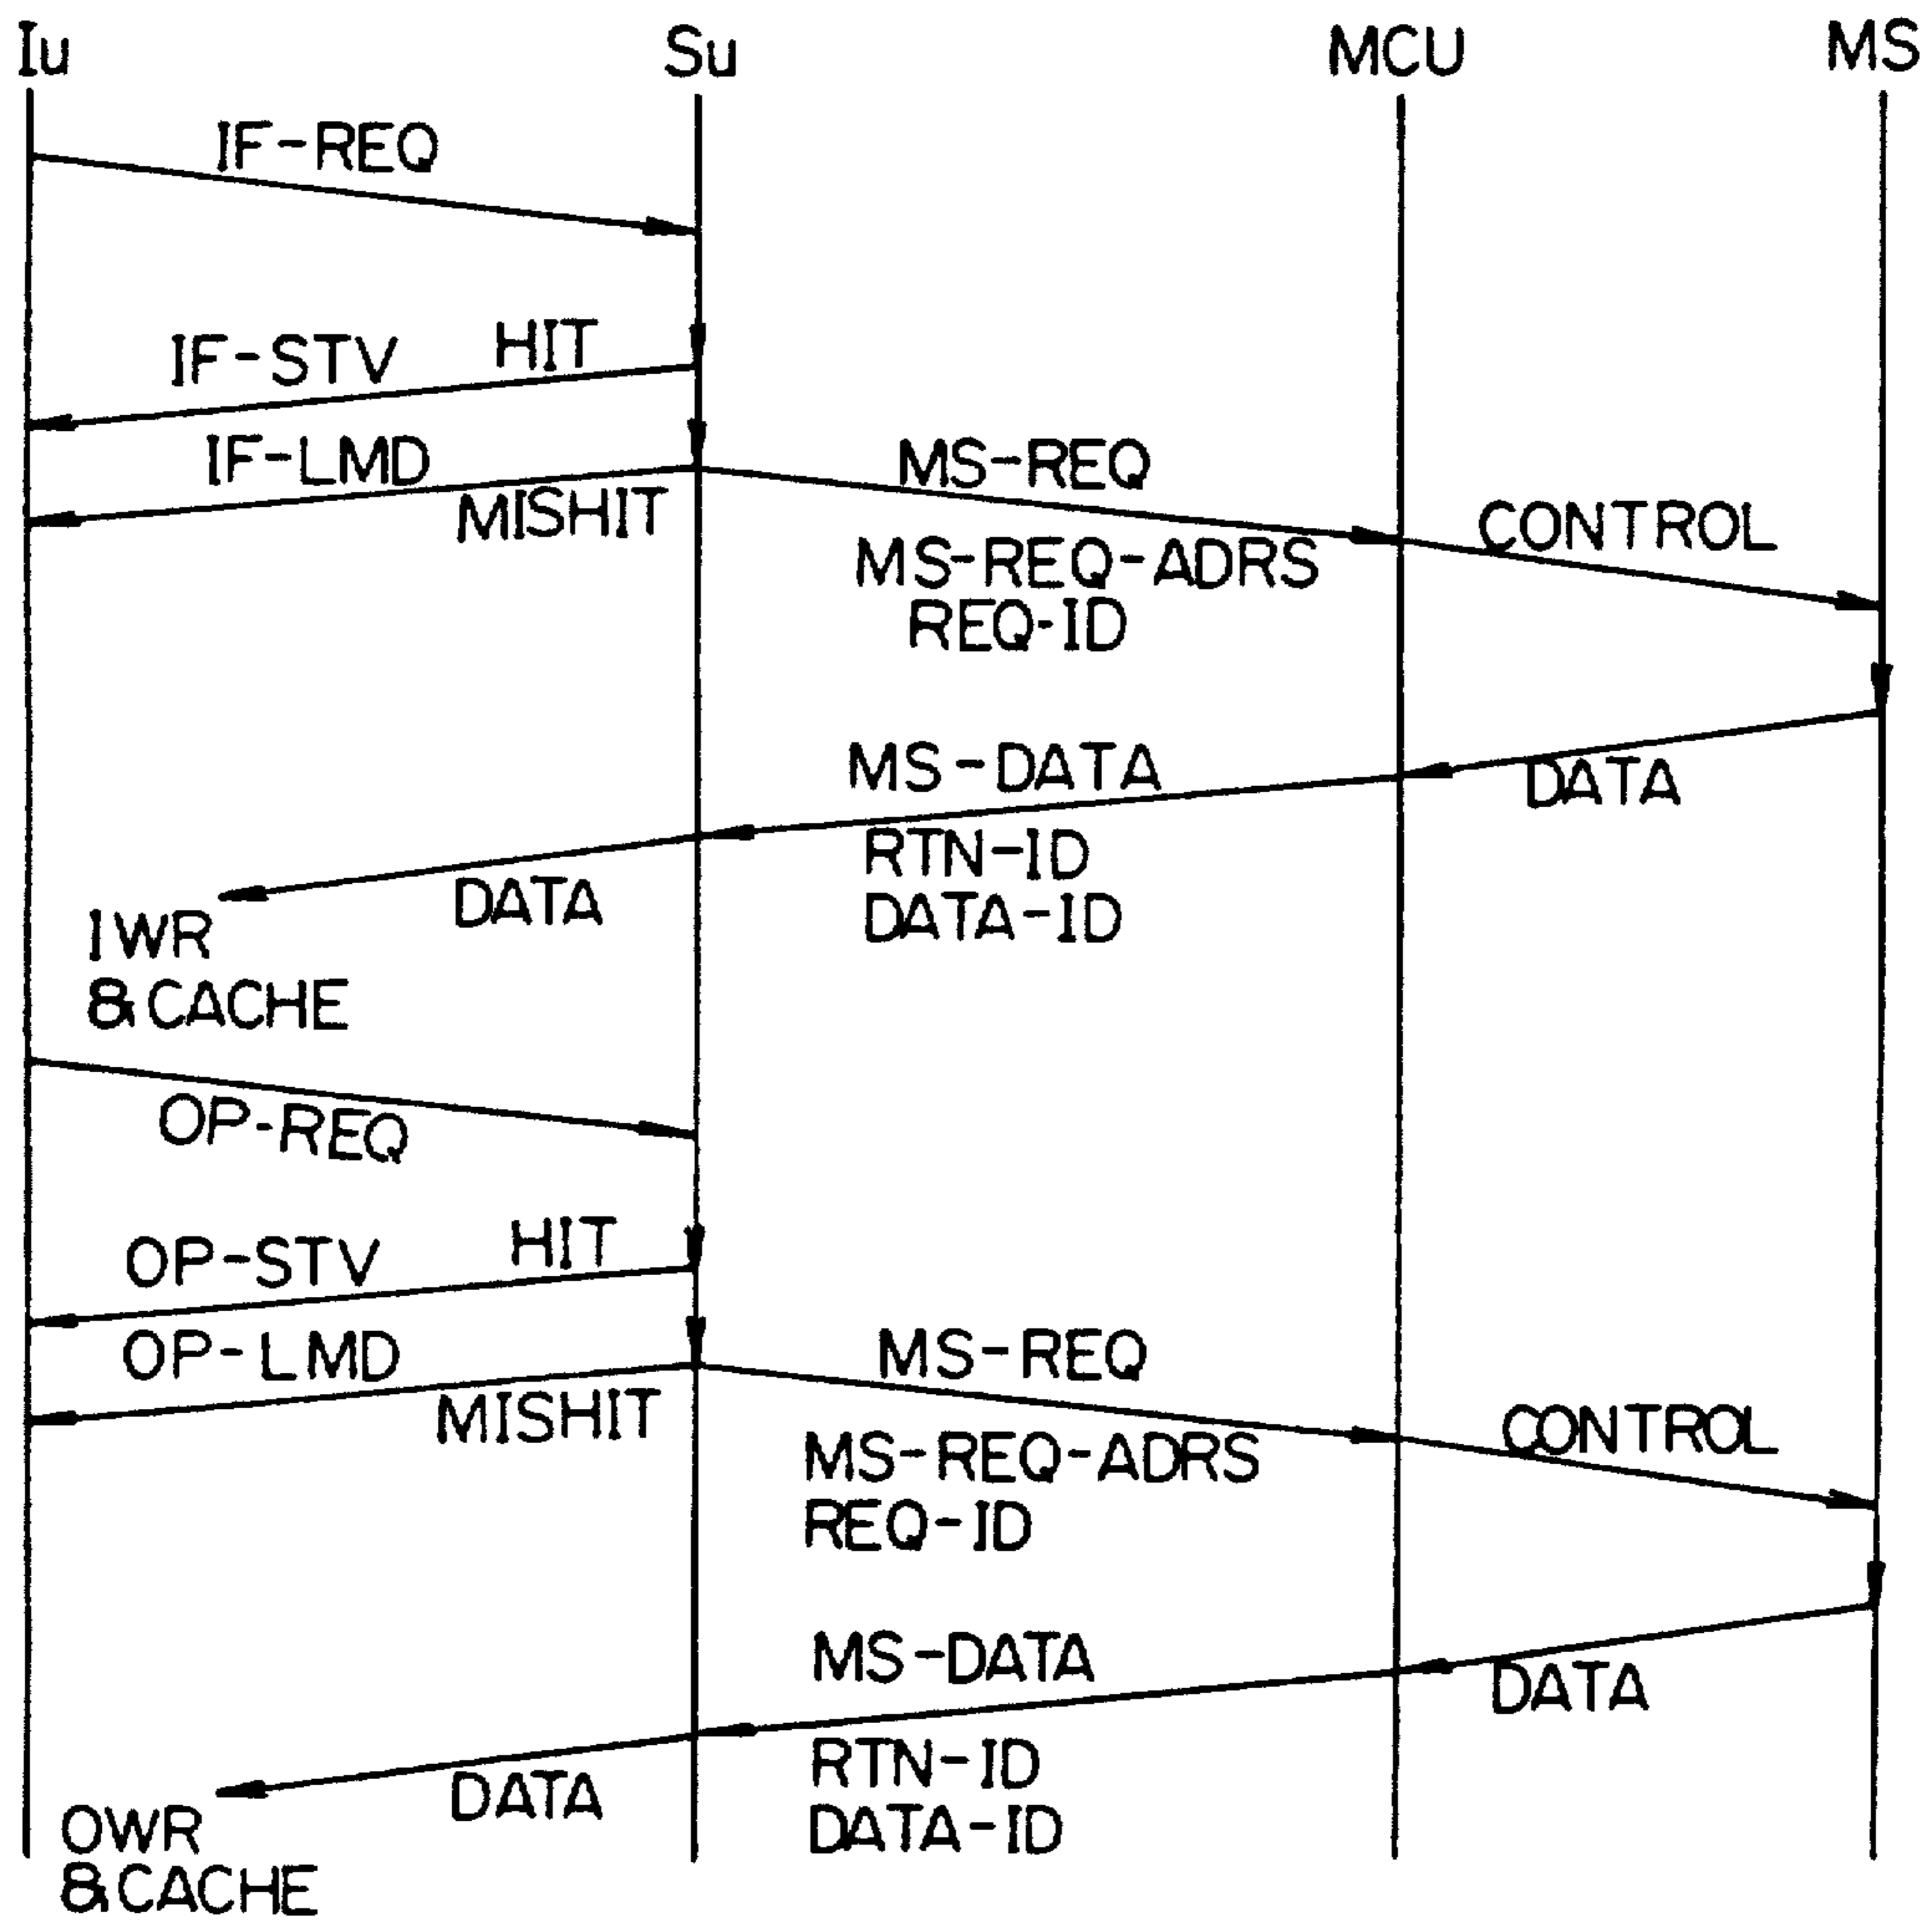 Iu
Su
MCU
MS
IF-REQ
IF-STV
HIT
IF-LMD
MISHIT
MS-REQ
MS-REQ-ADRS
REQ-ID
CONTROL
DATA
MS-DATA
RTN-ID
DATA-ID
DATA
IWR
&CACHE
OP-REQ
OP-STV
HIT
OP-LMD
MISHIT
MS-REQ
MS-REQ-ADRS
REQ-ID
CONTROL
DATA
MS-DATA
RTN-ID
DATA-ID
DATA
OWR
&CACHE